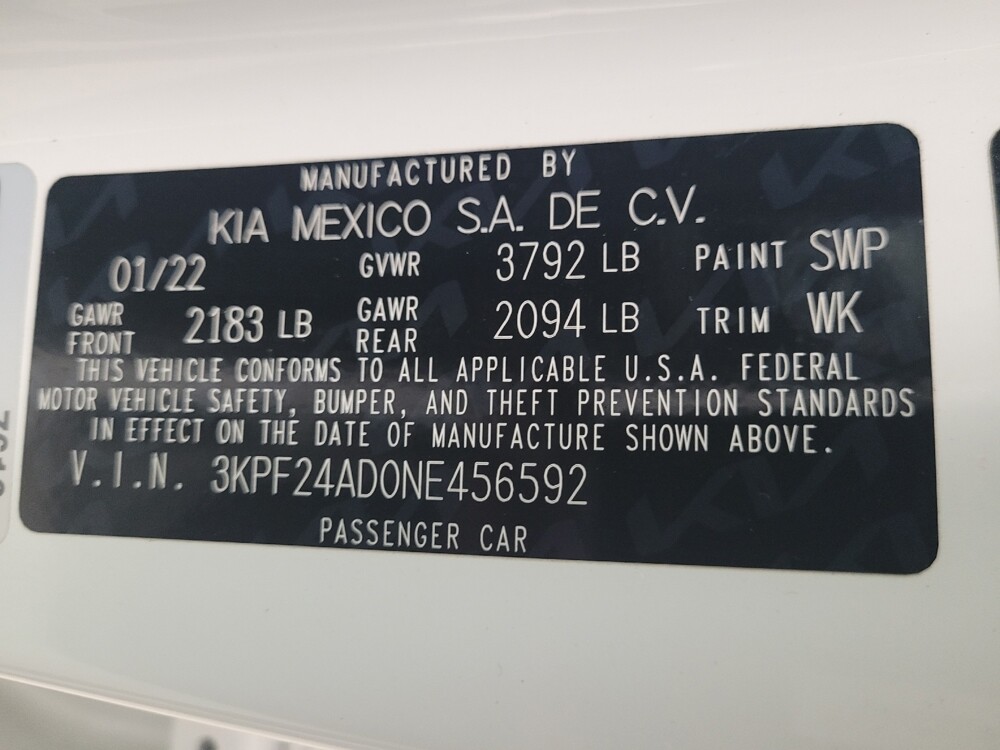 MANUFACTURED BY
KIA MEXICO S.A. DE C.V.
01/22 GVWR 3792 LB PAINT SWP
GAWR FRONT 2183 LB GAWR REAR 2094 LB TRIM WK
THIS VEHICLE CONFORMS TO ALL APPLICABLE U.S.A. FEDERAL
MOTOR VEHICLE SAFETY, BUMPER, AND THEFT PREVENTION STANDARDS
IN EFFECT ON THE DATE OF MANUFACTURE SHOWN ABOVE.
V.I.N. 3KPF24AD0NE456592
PASSENGER CAR